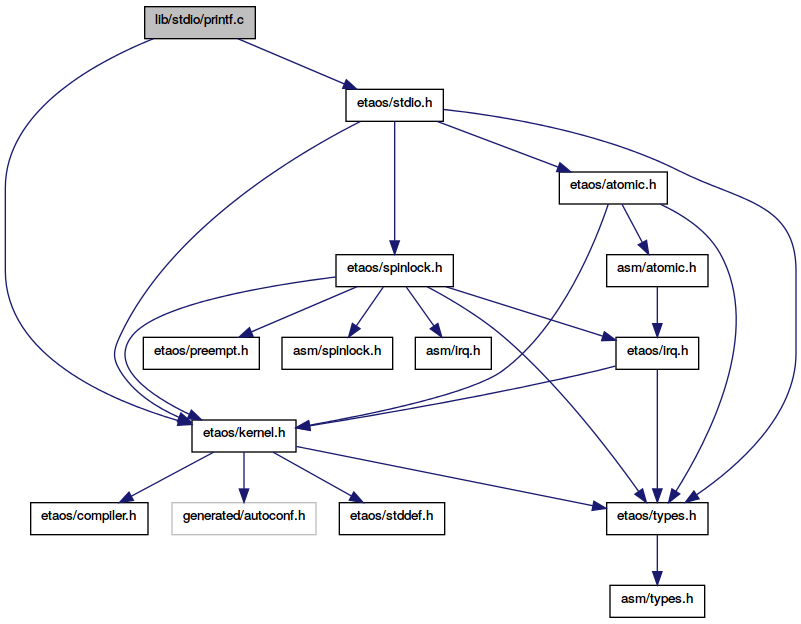 lib/stdio/printf.c
etaos/stdio.h
etaos/atomic.h
etaos/spinlock.h
asm/atomic.h
etaos/preempt.h
asm/spinlock.h
asm/irq.h
etaos/irq.h
etaos/kernel.h
etaos/compiler.h
generated/autoconf.h
etaos/stddef.h
etaos/types.h
asm/types.h